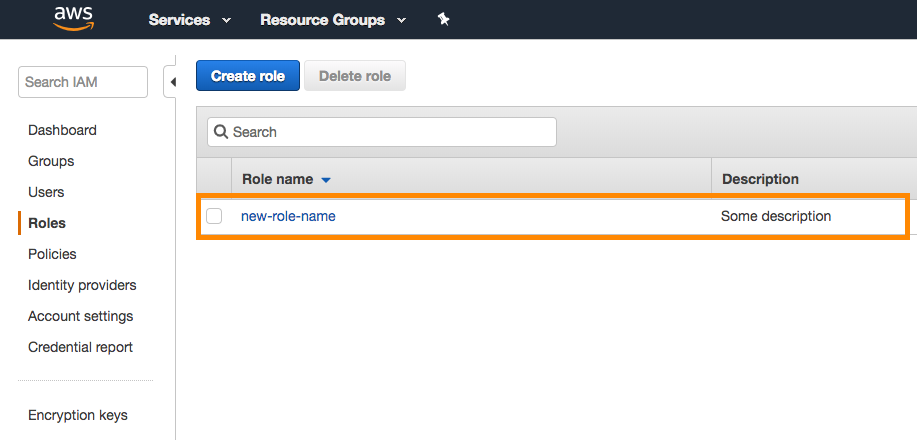 aws Services Resource Groups
Search IAM
Dashboard
Groups
Users
Roles
Policies
Identity providers
Account settings
Credential report
Encryption keys
Create role Delete role
Search
Role name Description
new-role-name Some description